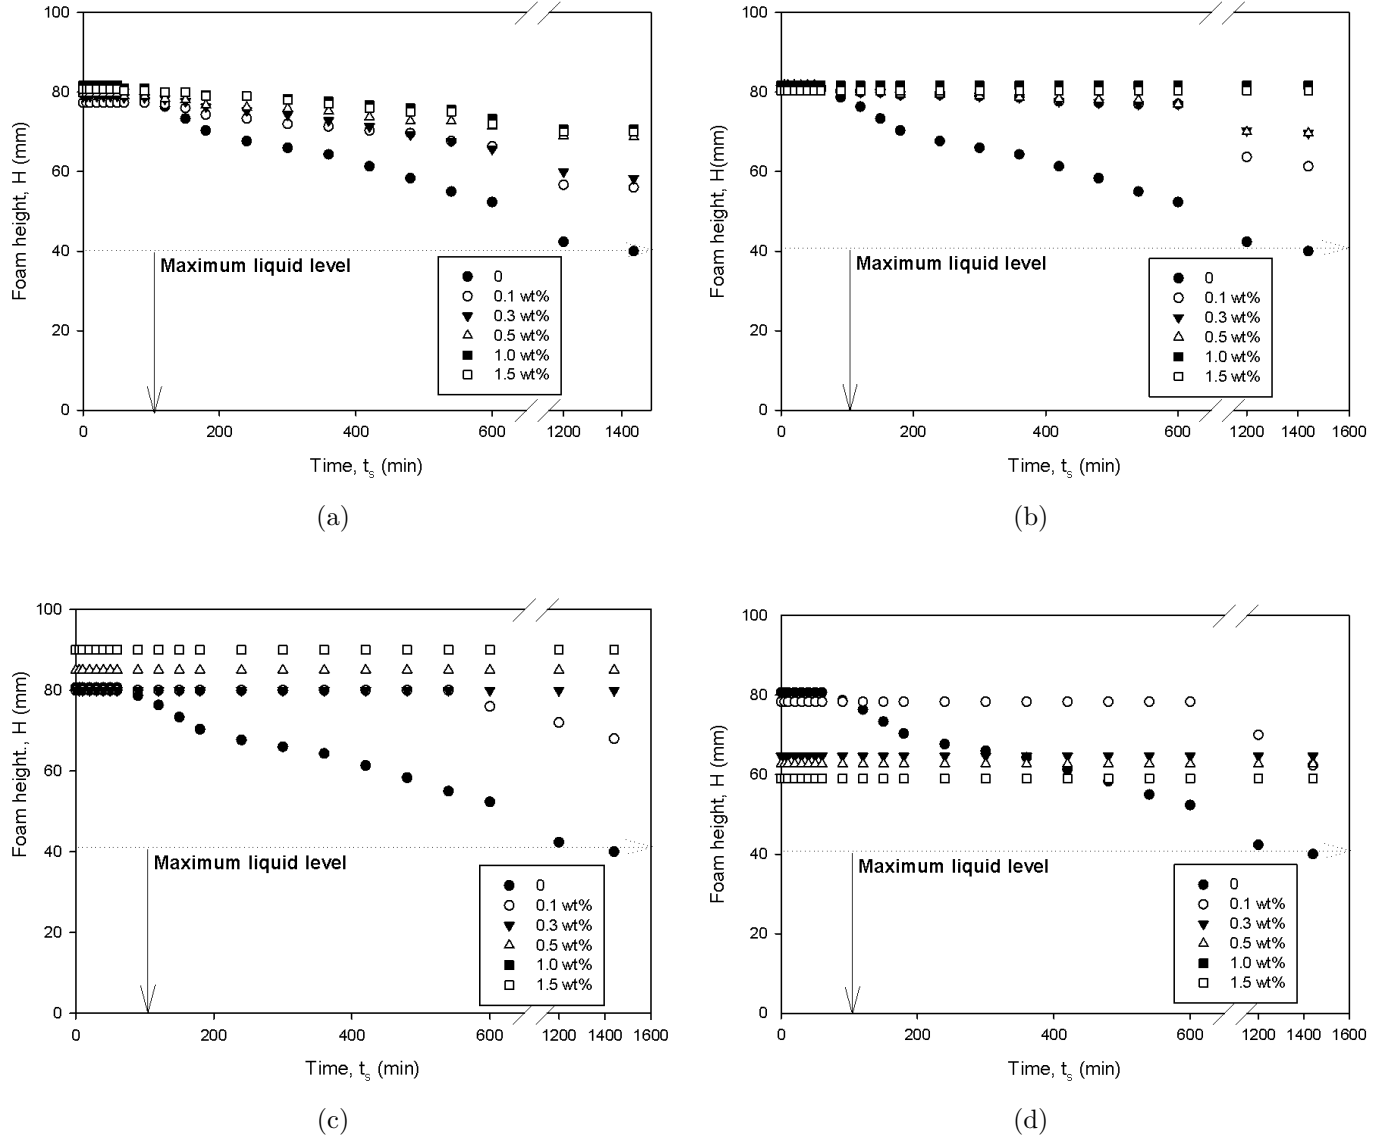 100
80
60
40
20
0
Foam height, H (mm)
Maximum liquid level
0
0.1 wt%
0.3 wt%
0.5 wt%
1.0 wt%
1.5 wt%
0 200 400 600 1200 1400
Time, ts (min)
(a)
100
80
60
40
20
0
Foam height, H(mm)
Maximum liquid level
0
0.1 wt%
0.3 wt%
0.5 wt%
1.0 wt%
1.5 wt%
0 200 400 600 1200 1400 1600
Time, ts (min)
(b)
100
80
60
40
20
0
Foam height., H (mm)
Maximum liquid level
0
0.1 wt%
0.3 wt%
0.5 wt%
1.0 wt%
1.5 wt%
0 200 400 600 1200 1400 1600
Time, ts (min)
(c)
100
80
60
40
20
0
Foam height, H (mm)
Maximum liquid level
0
0.1 wt%
0.3 wt%
0.5 wt%
1.0 wt%
1.5 wt%
0 200 400 600 1200 1400 1600
Time, ts (min)
(d)